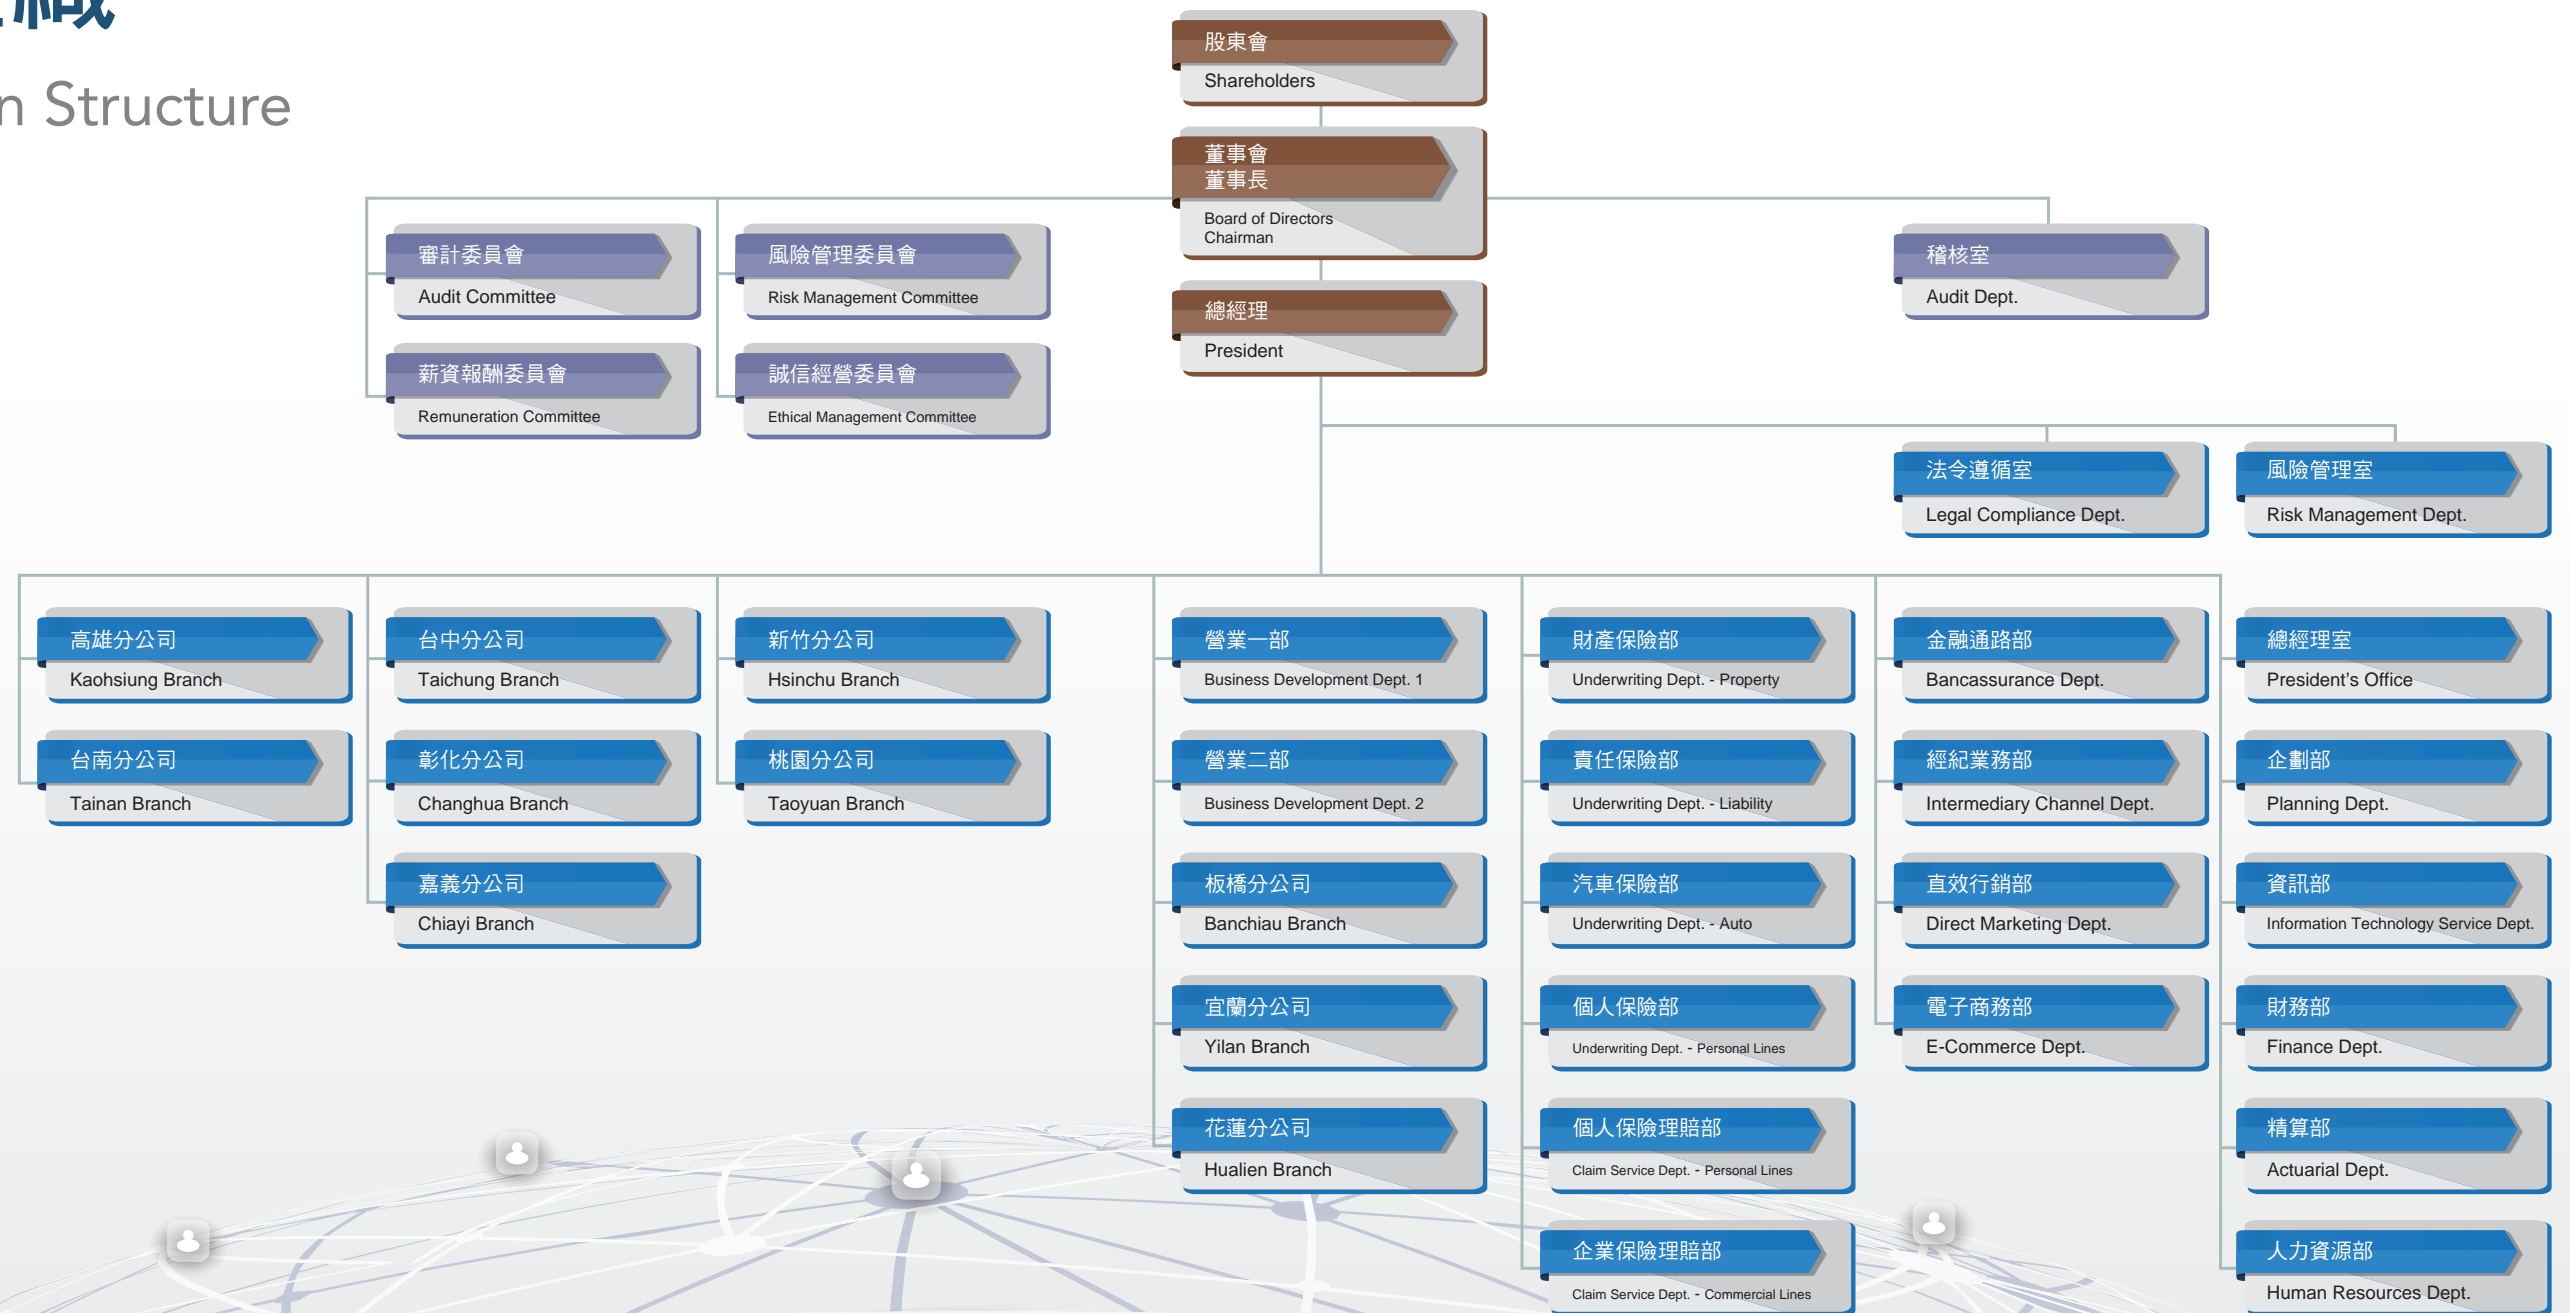 織
n Structure
股東會
Shareholders
董事會
董事長
Board of Directors
Chairman
審計委員會
Audit Committee
風險管理委員會
Risk Management Committee
稽核室
Audit Dept.
總經理
President
薪資報酬委員會
Remuneration Committee
誠信經營委員會
Ethical Management Committee
法令遵循室
Legal Compliance Dept.
風險管理室
Risk Management Dept.
高雄分公司
Kaohsiung Branch
台中分公司
Taichung Branch
新竹分公司
Hsinchu Branch
營業一部
Business Development Dept. 1
財產保險部
Underwriting Dept. - Property
金融通路部
Bancassurance Dept.
總經理室
President’s Office
台南分公司
Tainan Branch
彰化分公司
Changhua Branch
桃園分公司
Taoyuan Branch
營業二部
Business Development Dept. 2
責任保險部
Underwriting Dept. - Liability
經紀業務部
Intermediary Channel Dept.
企劃部
Planning Dept.
嘉義分公司
Chiayi Branch
板橋分公司
Banchiau Branch
汽車保險部
Underwriting Dept. - Auto
直效行銷部
Direct Marketing Dept.
資訊部
Information Technology Service Dept.
宜蘭分公司
Yilan Branch
個人保險部
Underwriting Dept. - Personal Lines
電子商務部
E-Commerce Dept.
財務部
Finance Dept.
花蓮分公司
Hualien Branch
個人保險理賠部
Claim Service Dept. - Personal Lines
精算部
Actuarial Dept.
企業保險理賠部
Claim Service Dept. - Commercial Lines
人力資源部
Human Resources Dept.